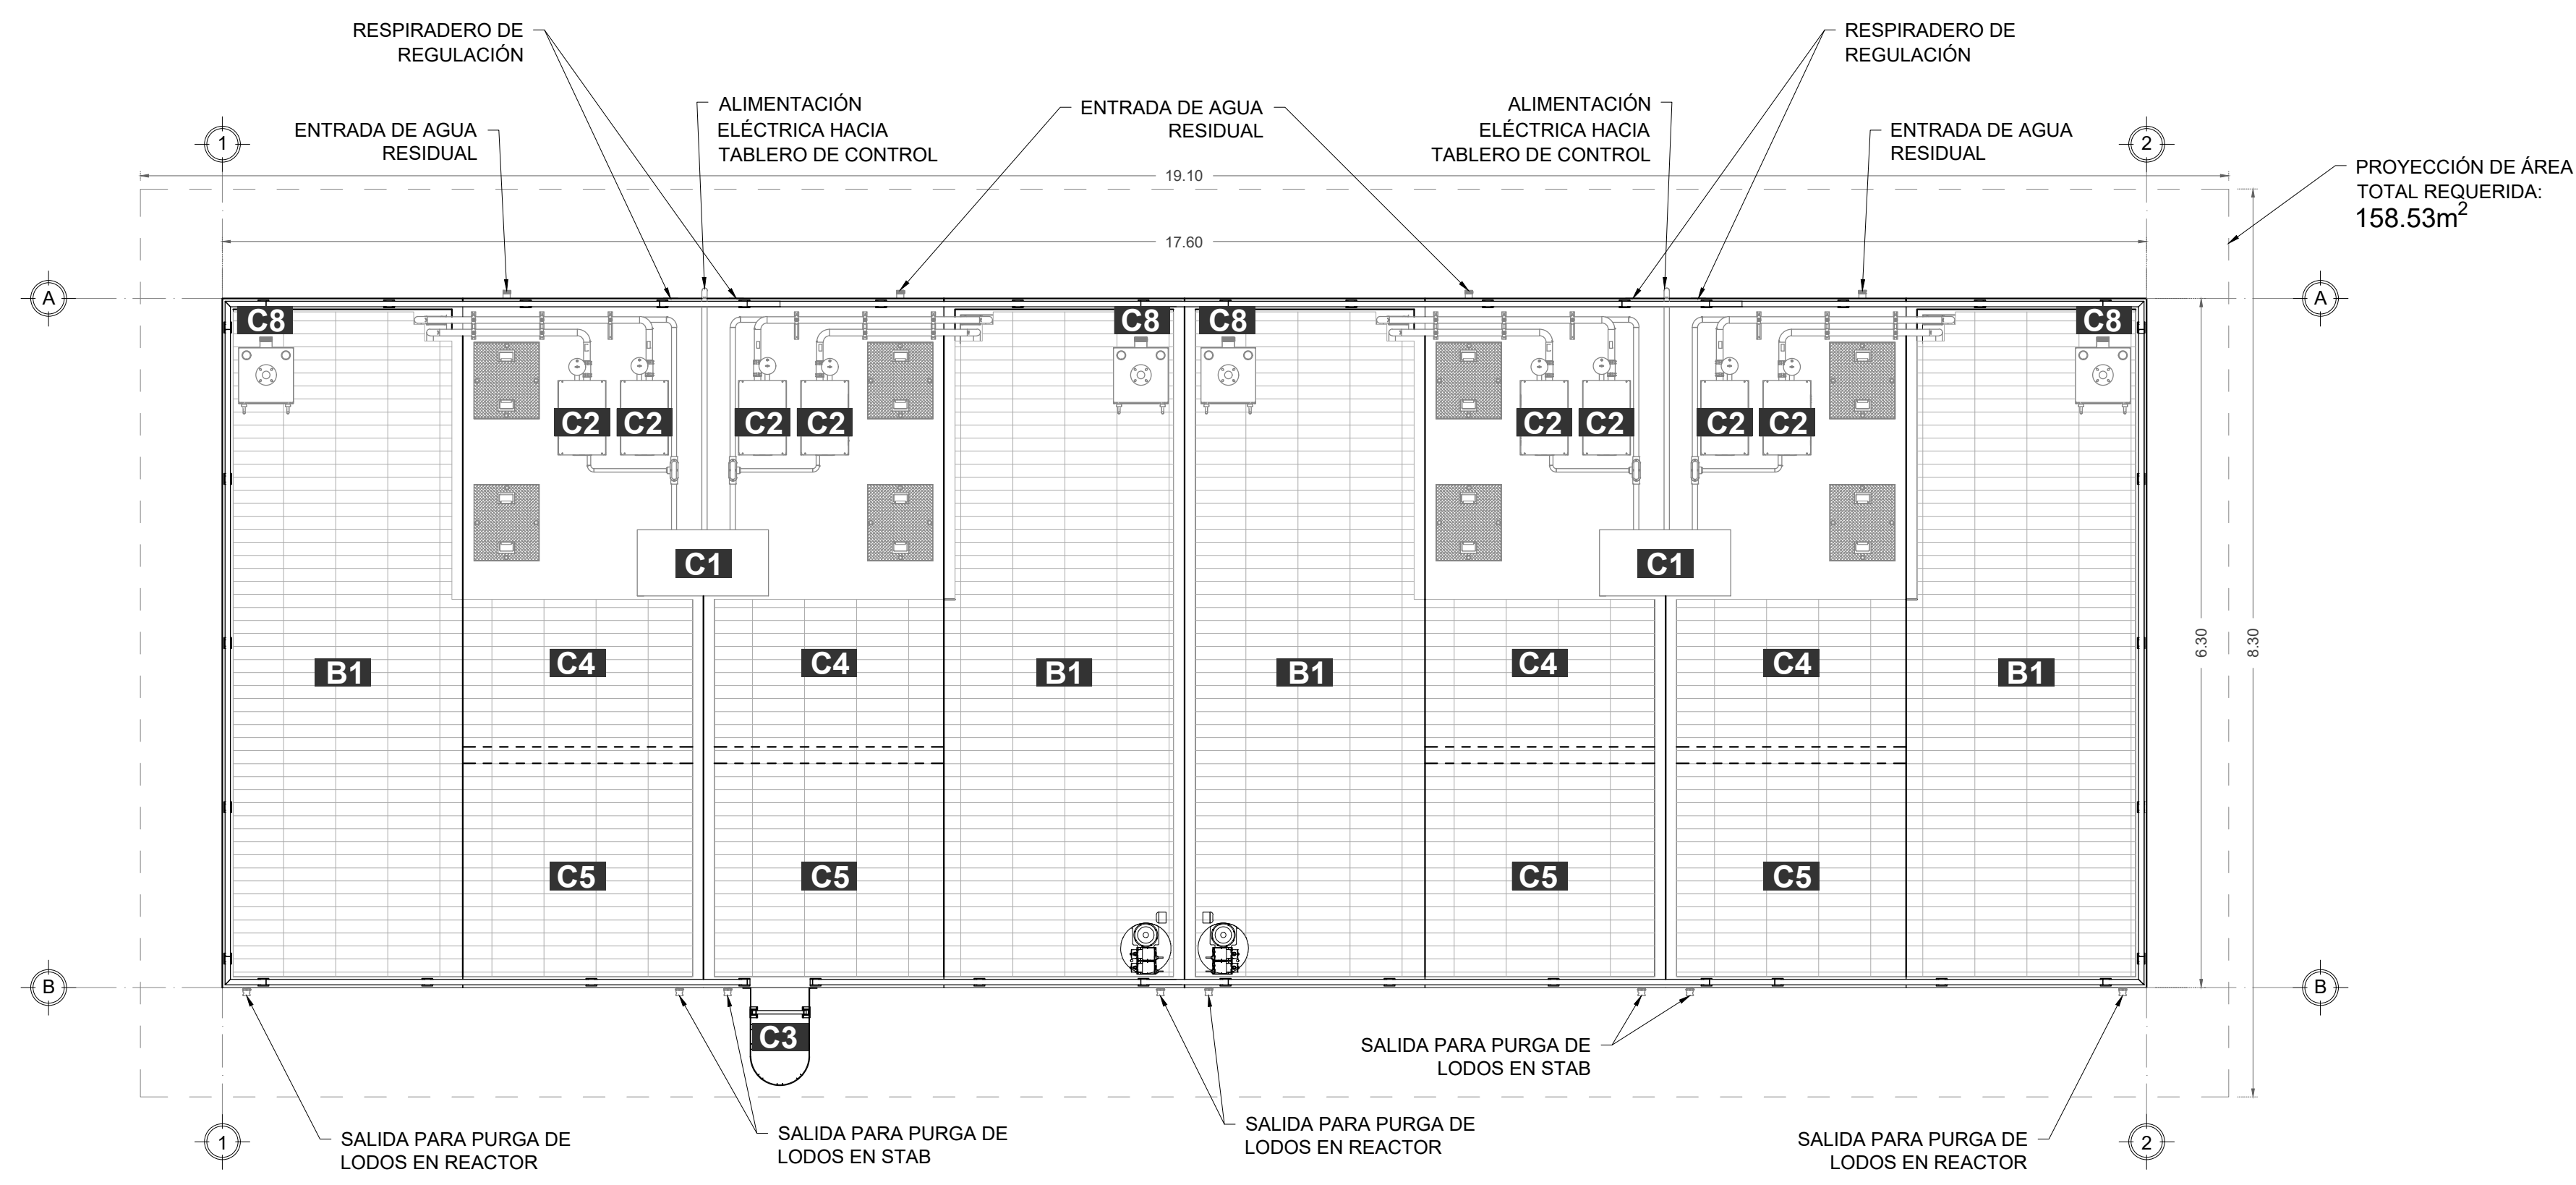 RESPIRADERO DE
REGULACIÓN
RESPIRADERO DE
REGULACIÓN
ALIMENTACIÓN
ELÉCTRICA HACIA
TABLERO DE CONTROL
ENTRADA DE AGUA
RESIDUAL
ALIMENTACIÓN
ELÉCTRICA HACIA
TABLERO DE CONTROL
ENTRADA DE AGUA
RESIDUAL
ENTRADA DE AGUA
RESIDUAL
1
2
PROYECCIÓN DE ÁREA
TOTAL REQUERIDA:
158.53m²
19.10
17.60
A
A
C8
C8
C8
C8
C2
C2
C2
C2
C2
C2
C2
C2
C1
C1
B1
C4
C4
B1
B1
C4
C4
B1
6.30
8.30
C5
C5
C5
C5
B
B
C3
SALIDA PARA PURGA DE
LODOS EN STAB
1
SALIDA PARA PURGA DE
LODOS EN REACTOR
SALIDA PARA PURGA DE
LODOS EN STAB
SALIDA PARA PURGA DE
LODOS EN REACTOR
SALIDA PARA PURGA DE
LODOS EN REACTOR
2